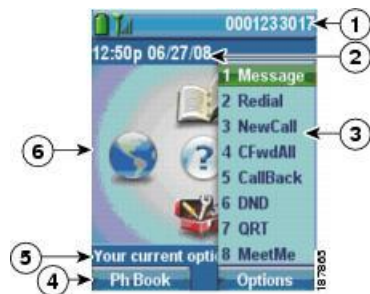 0001233017
1
12:50p 06/27/08
2
1 Message
2 Redial
3 NewCall
3
4 CFwdAll
6
5 CallBack
6 DND
7 QRT
5
Your current opti
8 MeetMe
4
Ph Book
Options
187865